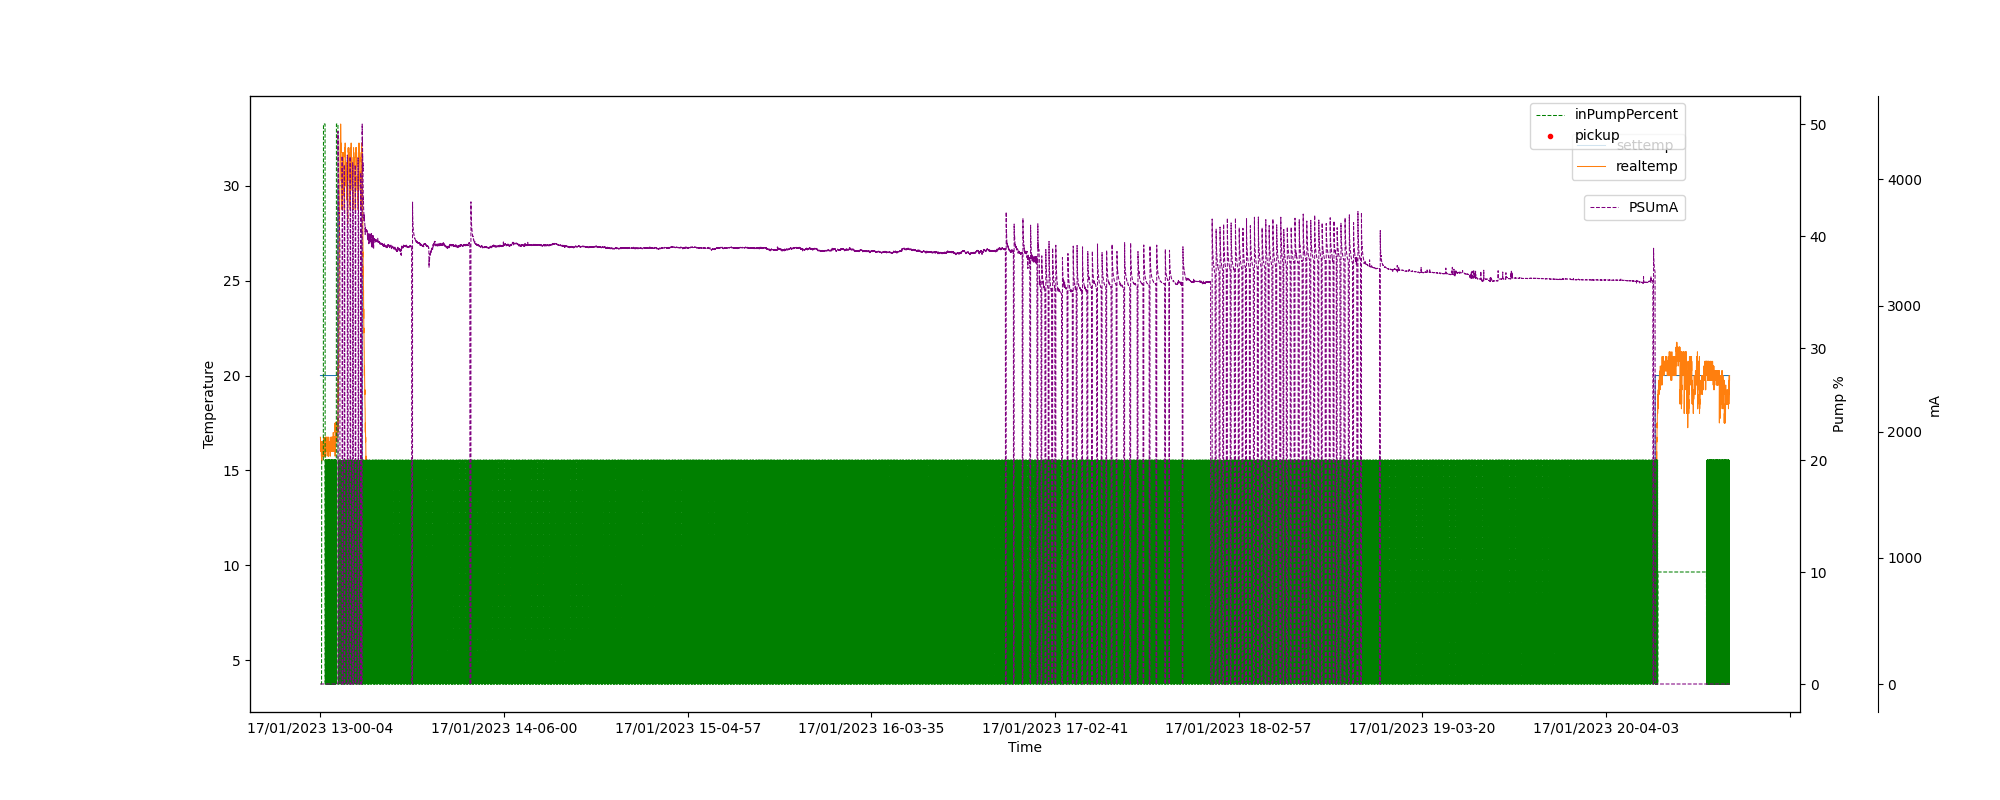 inPumpPercent
pickup
settemp
realtemp
PSUmA
Temperature
30
25
20
15
10
5
50
40
30
20
10
0
Pump %
4000
3000
2000
1000
0
mA
17/01/2023 13-00-04
17/01/2023 14-06-00
17/01/2023 15-04-57
17/01/2023 16-03-35
17/01/2023 17-02-41
17/01/2023 18-02-57
17/01/2023 19-03-20
17/01/2023 20-04-03
Time